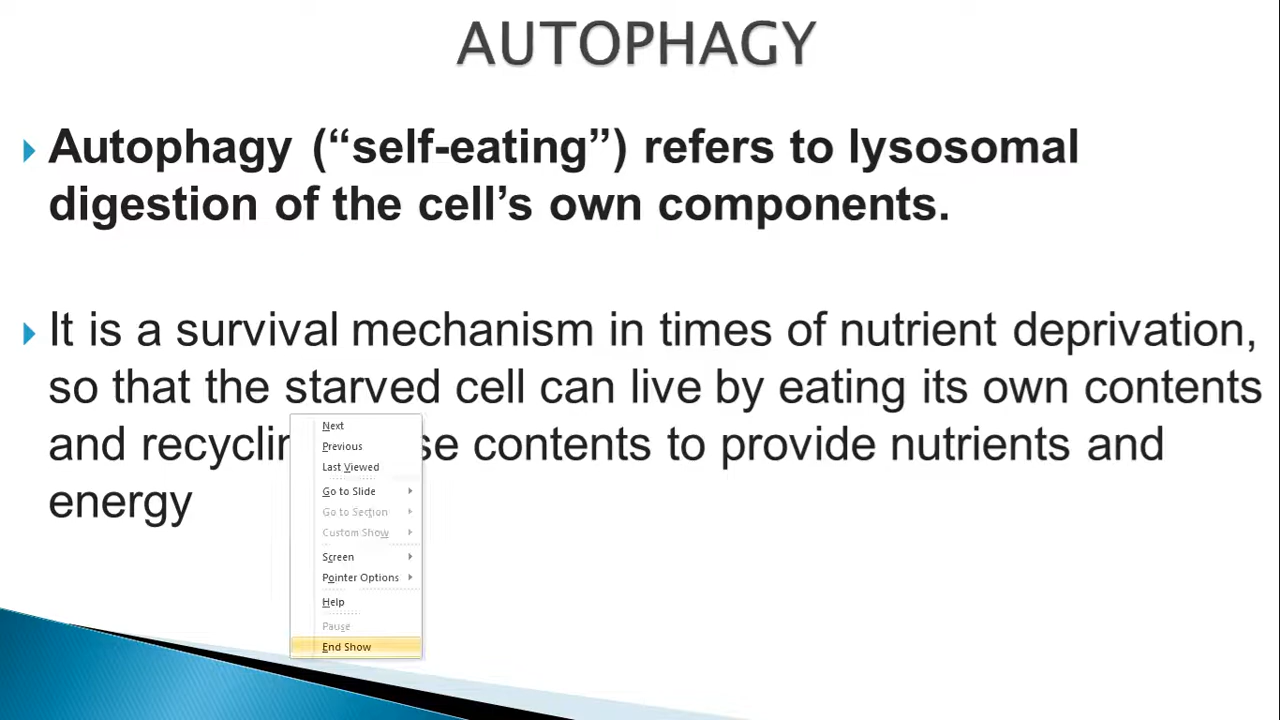 AUTOPHAGY
Autophagy (“self-eating”) refers to lysosomal
digestion of the cell’s own components.
It is a survival mechanism in times of nutrient deprivation,
so that the starved cell can live by eating its own contents
and recyclin se contents to provide nutrients and
energy
Next
Previous
Last Viewed
Go to Slide
Go to Section
Custom Show
Screen
Pointer Options
Help
Pause
End Show